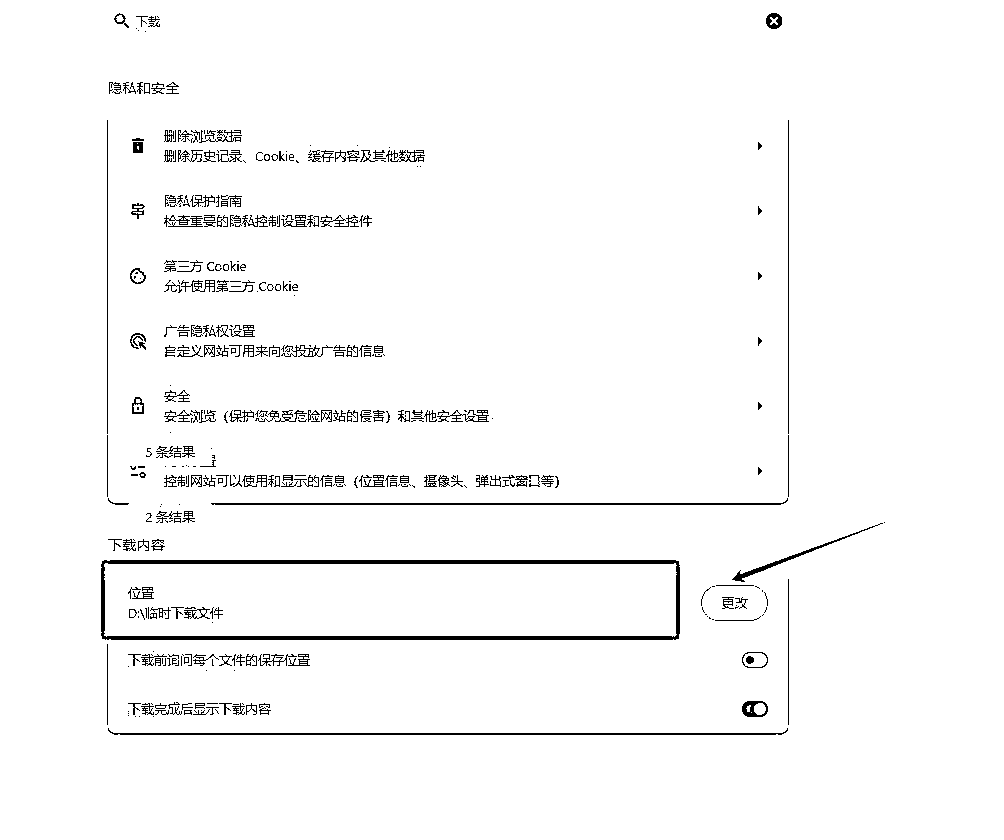 下载
隐私和安全
删除浏览数据
删除历史记录、Cookie、缓存内容及其他数据
隐私保护指南
检查重要的隐私控制设置和安全控件
第三方 Cookie
允许使用第三方 Cookie
广告隐私权设置
自定义网站可用来向您投放广告的信息
安全
安全浏览（保护您免受危险网站的侵害）和其他安全设置
5 条结果
控制网站可以使用和显示的信息（位置信息、摄像头、弹出式窗口等）
2 条结果
下载内容
位置
D:\临时下载文件
更改
下载前询问每个文件的保存位置
下载完成后显示下载内容